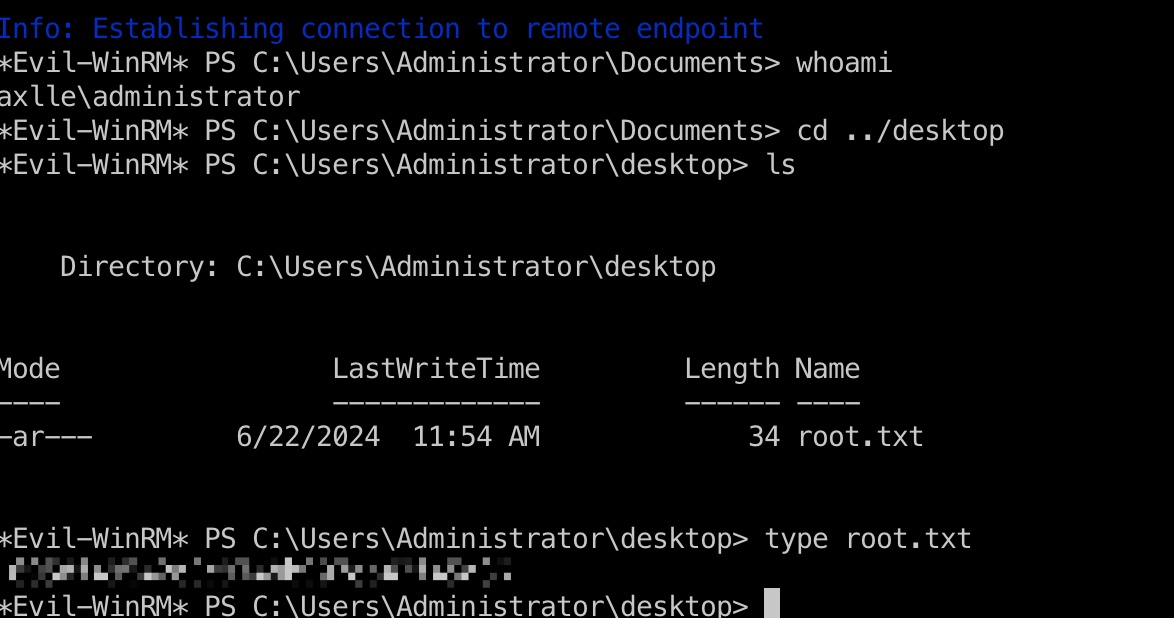 Info: Establishing connection to remote endpoint
*Evil-WinRM* PS C:\Users\Administrator\Documents> whoami
axlle\administrator
*Evil-WinRM* PS C:\Users\Administrator\Documents> cd ../desktop
*Evil-WinRM* PS C:\Users\Administrator\desktop> ls
Directory: C:\Users\Administrator\desktop
Mode LastWriteTime Length Name
---- ------------- ------ ----
-ar--- 6/22/2024 11:54 AM 34 root.txt
*Evil-WinRM* PS C:\Users\Administrator\desktop> type root.txt
*Evil-WinRM* PS C:\Users\Administrator\desktop>